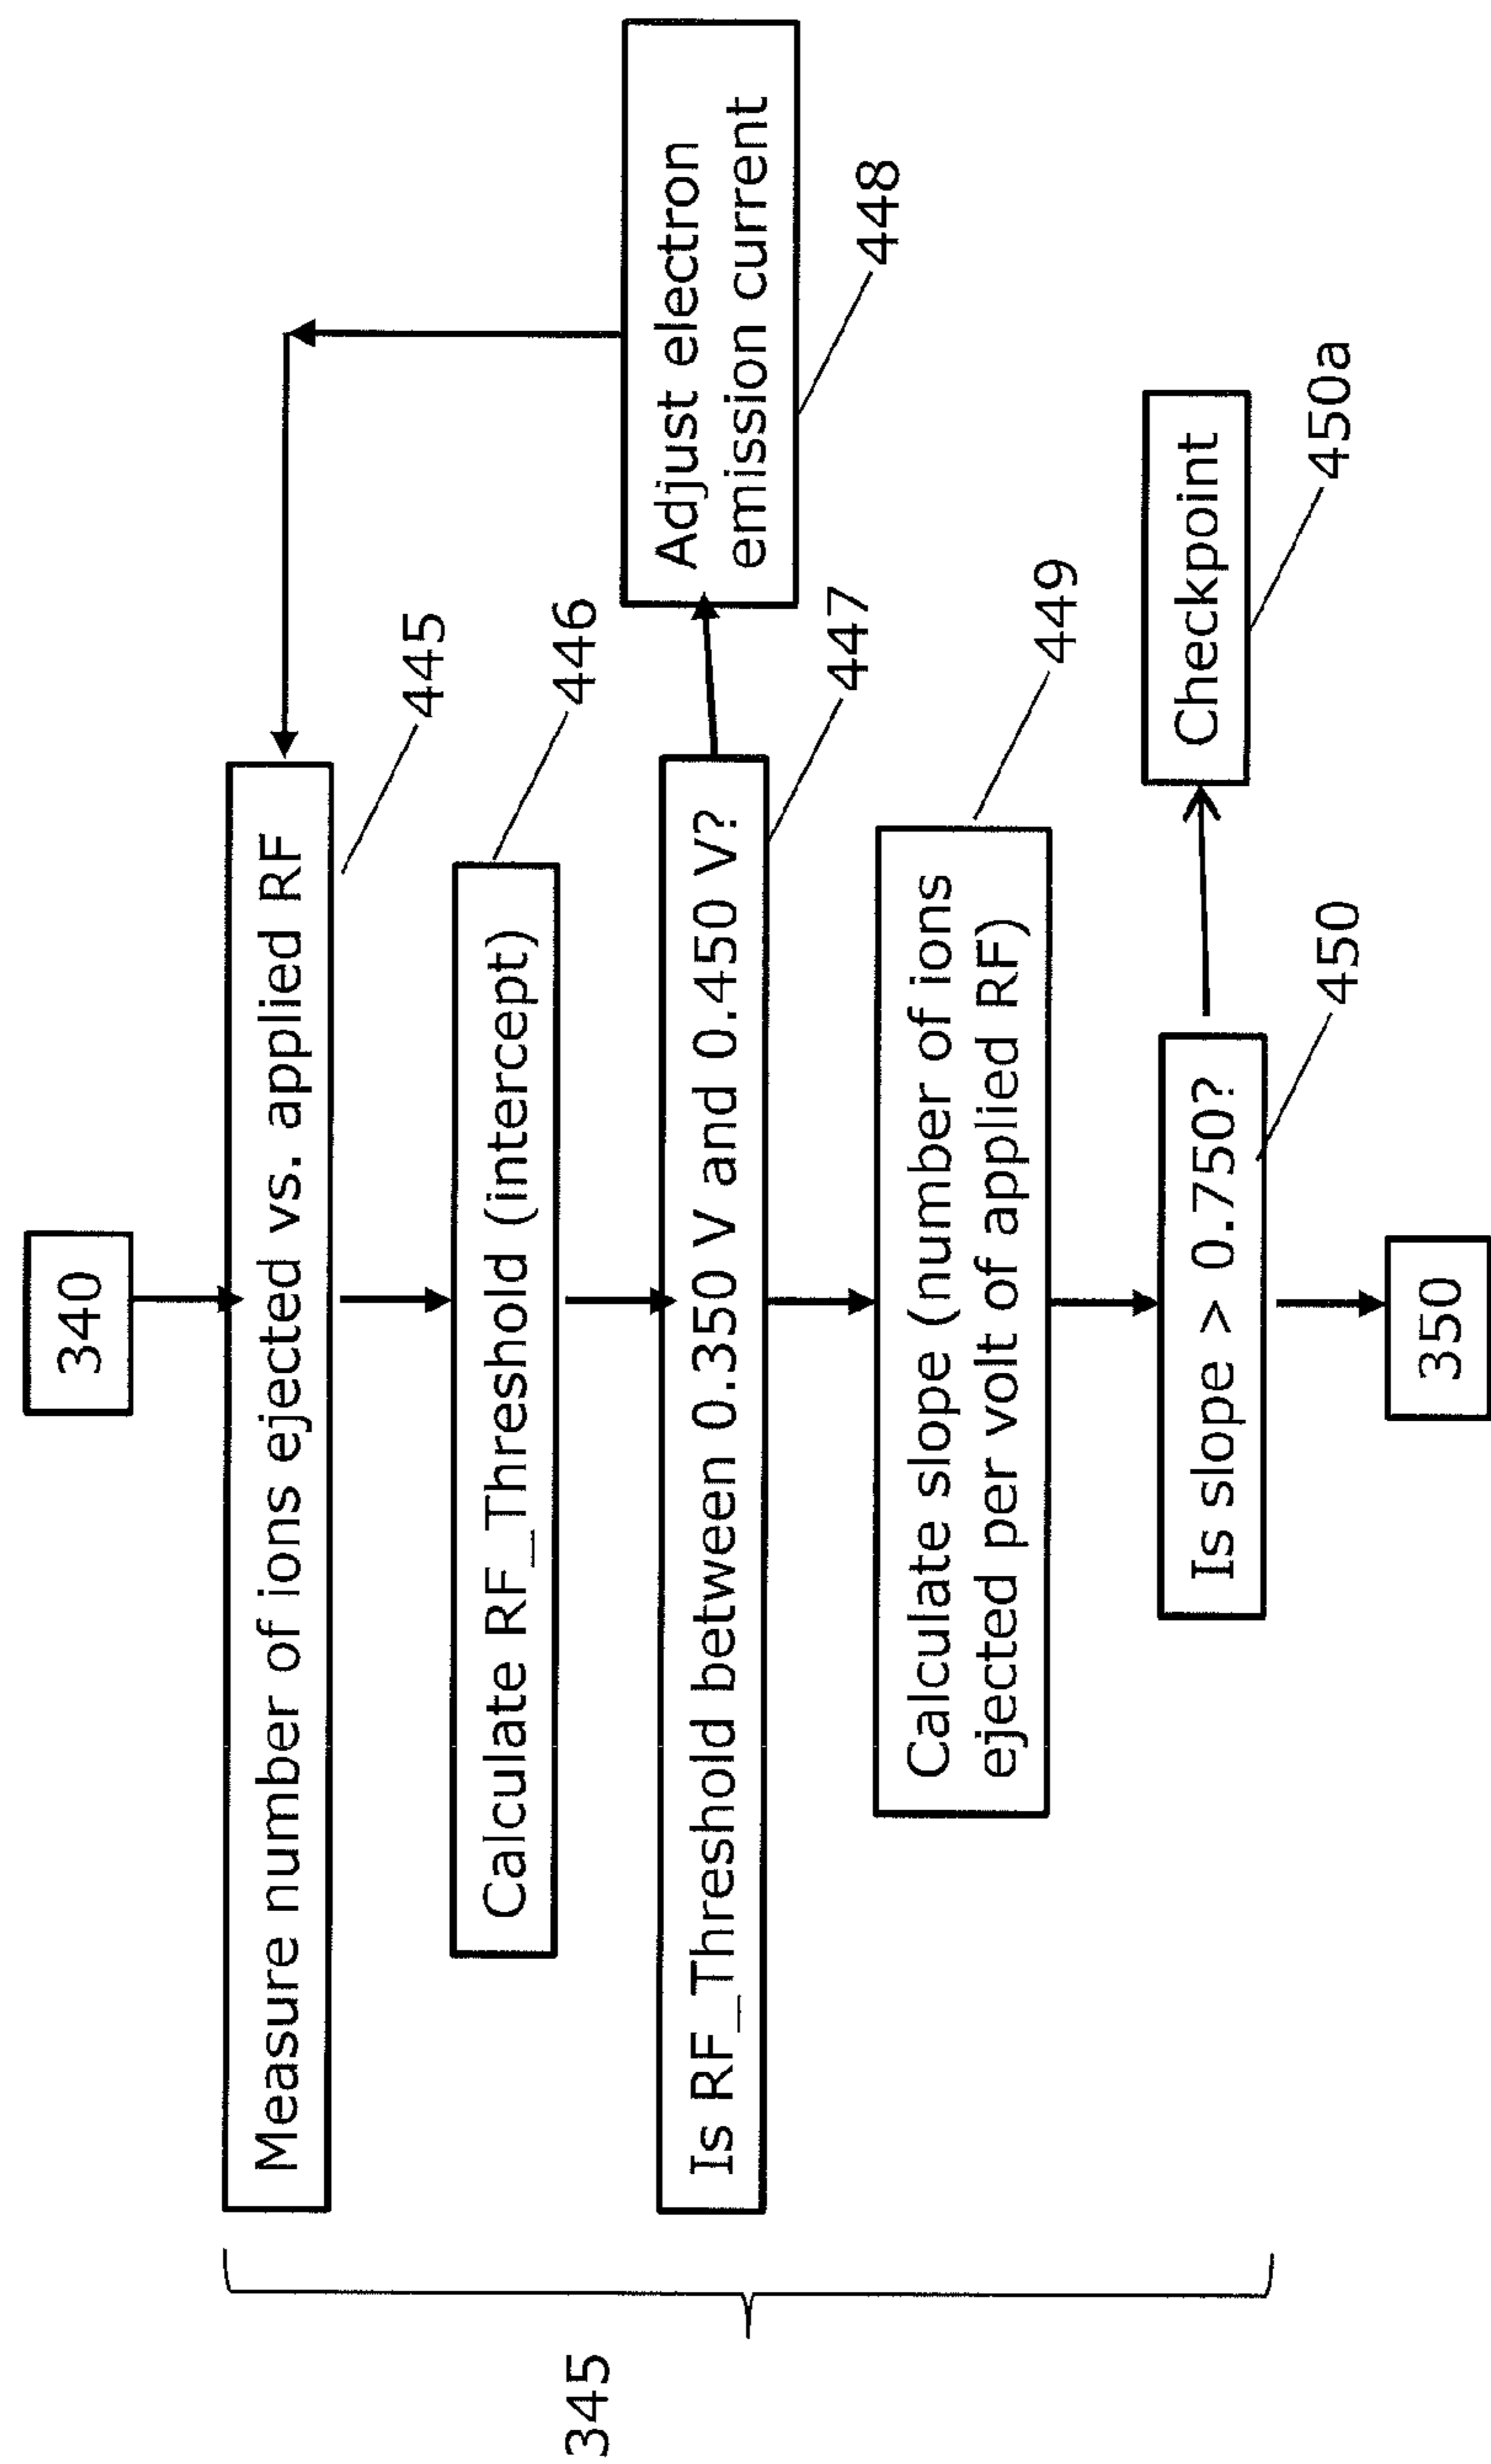 340
Measure number of ions ejected vs. applied RF
445
Calculate RF_Threshold (intercept)
446
Is RF_Threshold between 0.350 V and 0.450 V?
447
Adjust electron
emission current
448
Calculate slope (number of ions
ejected per volt of applied RF)
449
Is slope > 0.750?
450
Checkpoint
450a
350
345